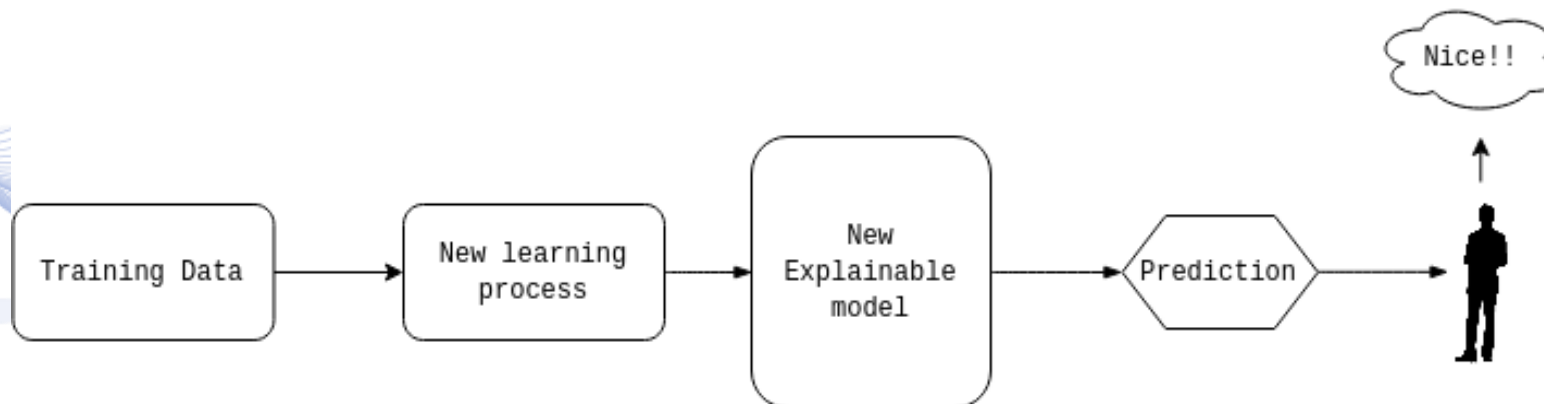 Nice!!
Training Data
New learning
process
New
Explainable
model
Prediction